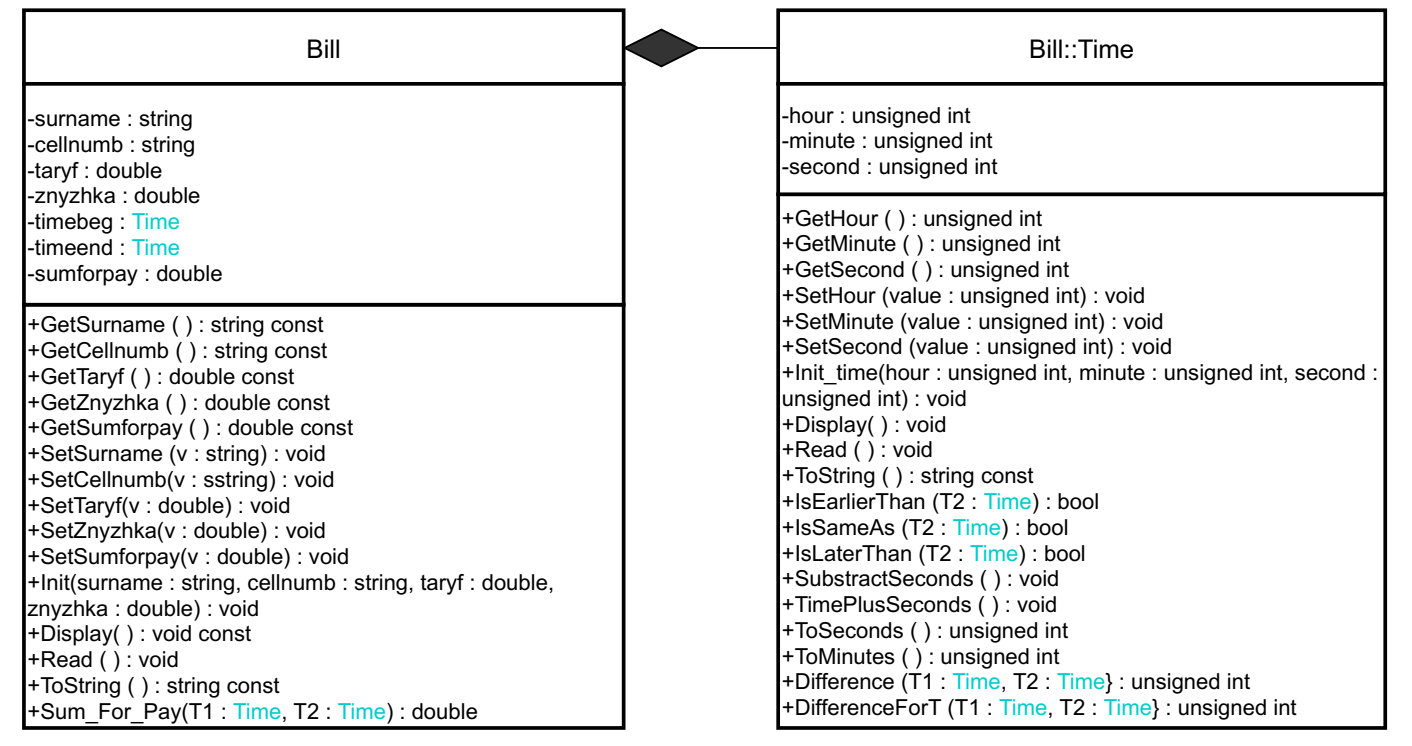 Bill
-surname : string
-cellnumb : string
-taryf : double
-znyzhka : double
-timebeg : Time
-timeend : Time
-sumforpay : double
+GetSurname ( ) : string const
+GetCellnumb ( ) : string const
+GetTaryf ( ) : double const
+GetZnyzhka ( ) : double const
+GetSumforpay ( ) : double const
+SetSurname (v : string) : void
+SetCellnumb(v : sstring) : void
+SetTaryf(v : double) : void
+SetZnyzhka(v : double) : void
+SetSumforpay(v : double) : void
+Init(surname : string, cellnumb : string, taryf : double,
znyzhka : double) : void
+Display( ) : void const
+Read ( ) : void
+ToString ( ) : string const
+Sum_For_Pay(T1 : Time, T2 : Time) : double
Bill::Time
-hour : unsigned int
-minute : unsigned int
-second : unsigned int
+GetHour ( ) : unsigned int
+GetMinute ( ) : unsigned int
+GetSecond ( ) : unsigned int
+SetHour (value : unsigned int) : void
+SetMinute (value : unsigned int) : void
+SetSecond (value : unsigned int) : void
+Init_time(hour : unsigned int, minute : unsigned int, second :
unsigned int) : void
+Display( ) : void
+Read ( ) : void
+ToString ( ) : string const
+IsEarlierThan (T2 : Time) : bool
+IsSameAs (T2 : Time) : bool
+IsLaterThan (T2 : Time) : bool
+SubstractSeconds ( ) : void
+TimePlusSeconds ( ) : void
+ToSeconds ( ) : unsigned int
+ToMinutes ( ) : unsigned int
+Difference (T1 : Time, T2 : Time} : unsigned int
+DifferenceForT (T1 : Time, T2 : Time} : unsigned int